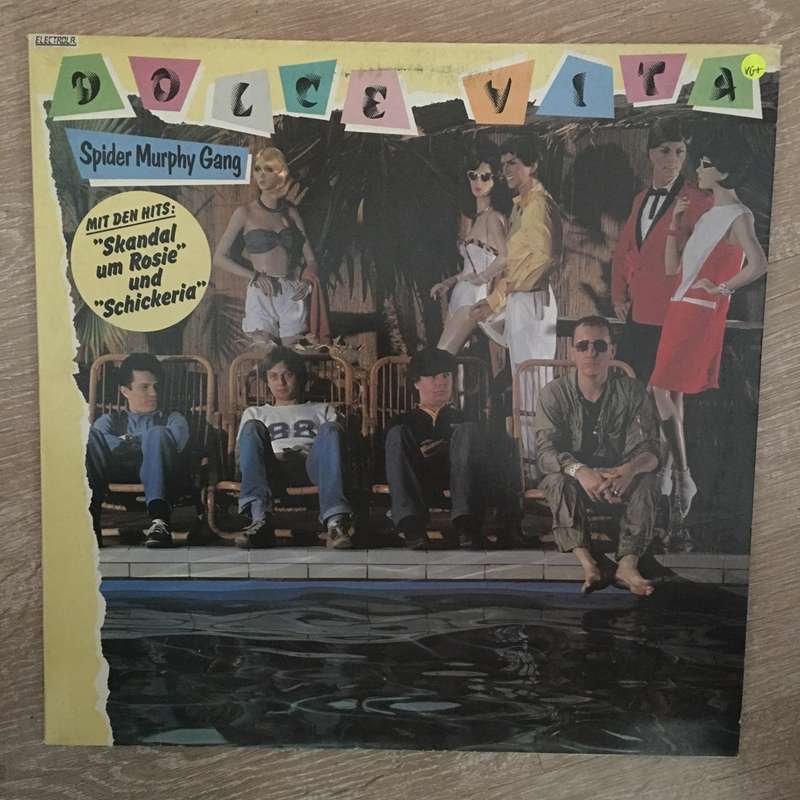 ELECTROLA
DOLCE VITA
VG+
Spider Murphy Gang
MIT DEN HITS:
"Skandal
um Rosie"
und
"Schickeria"
88